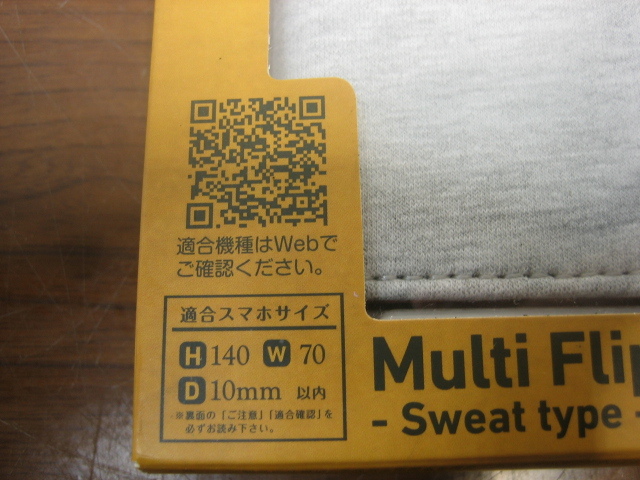 適合機種はWebで
ご確認ください。
適合スマホサイズ
H 140 W 70
D 10mm 以内
※裏面の「ご注意」「適合確認」を
必ずお読み下さい。
Multi Flip
- Sweat type -